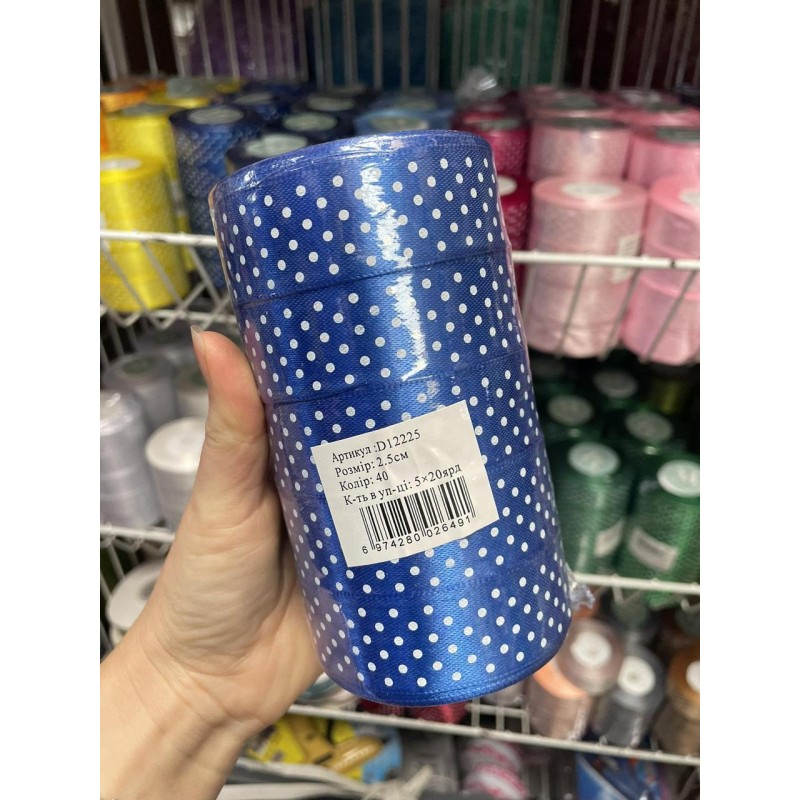 Артикул :D12225
Розмір: 2.5см
Колір: 40
К-ть в уп-ці: 5×20ярд
6 974280 026491